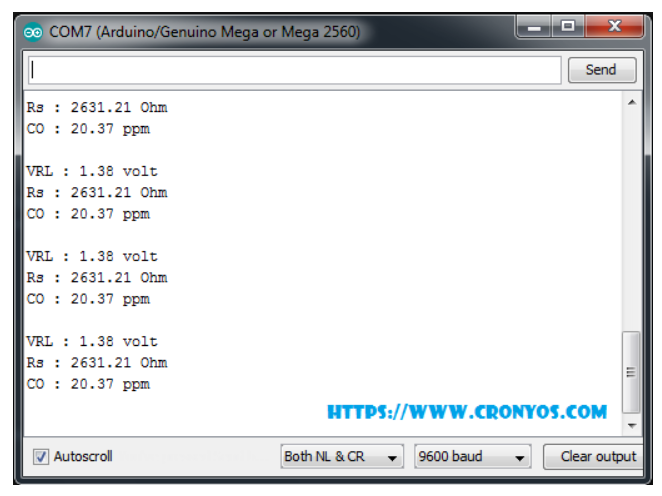 COM7 (Arduino/Genuino Mega or Mega 2560)
Send
Rs : 2631.21 Ohm
CO : 20.37 ppm
VRL : 1.38 volt
Rs : 2631.21 Ohm
CO : 20.37 ppm
VRL : 1.38 volt
Rs : 2631.21 Ohm
CO : 20.37 ppm
VRL : 1.38 volt
Rs : 2631.21 Ohm
CO : 20.37 ppm
HTTPS://WWW.CRONYOS.COM
Autoscroll Both NL & CR 9600 baud Clear output